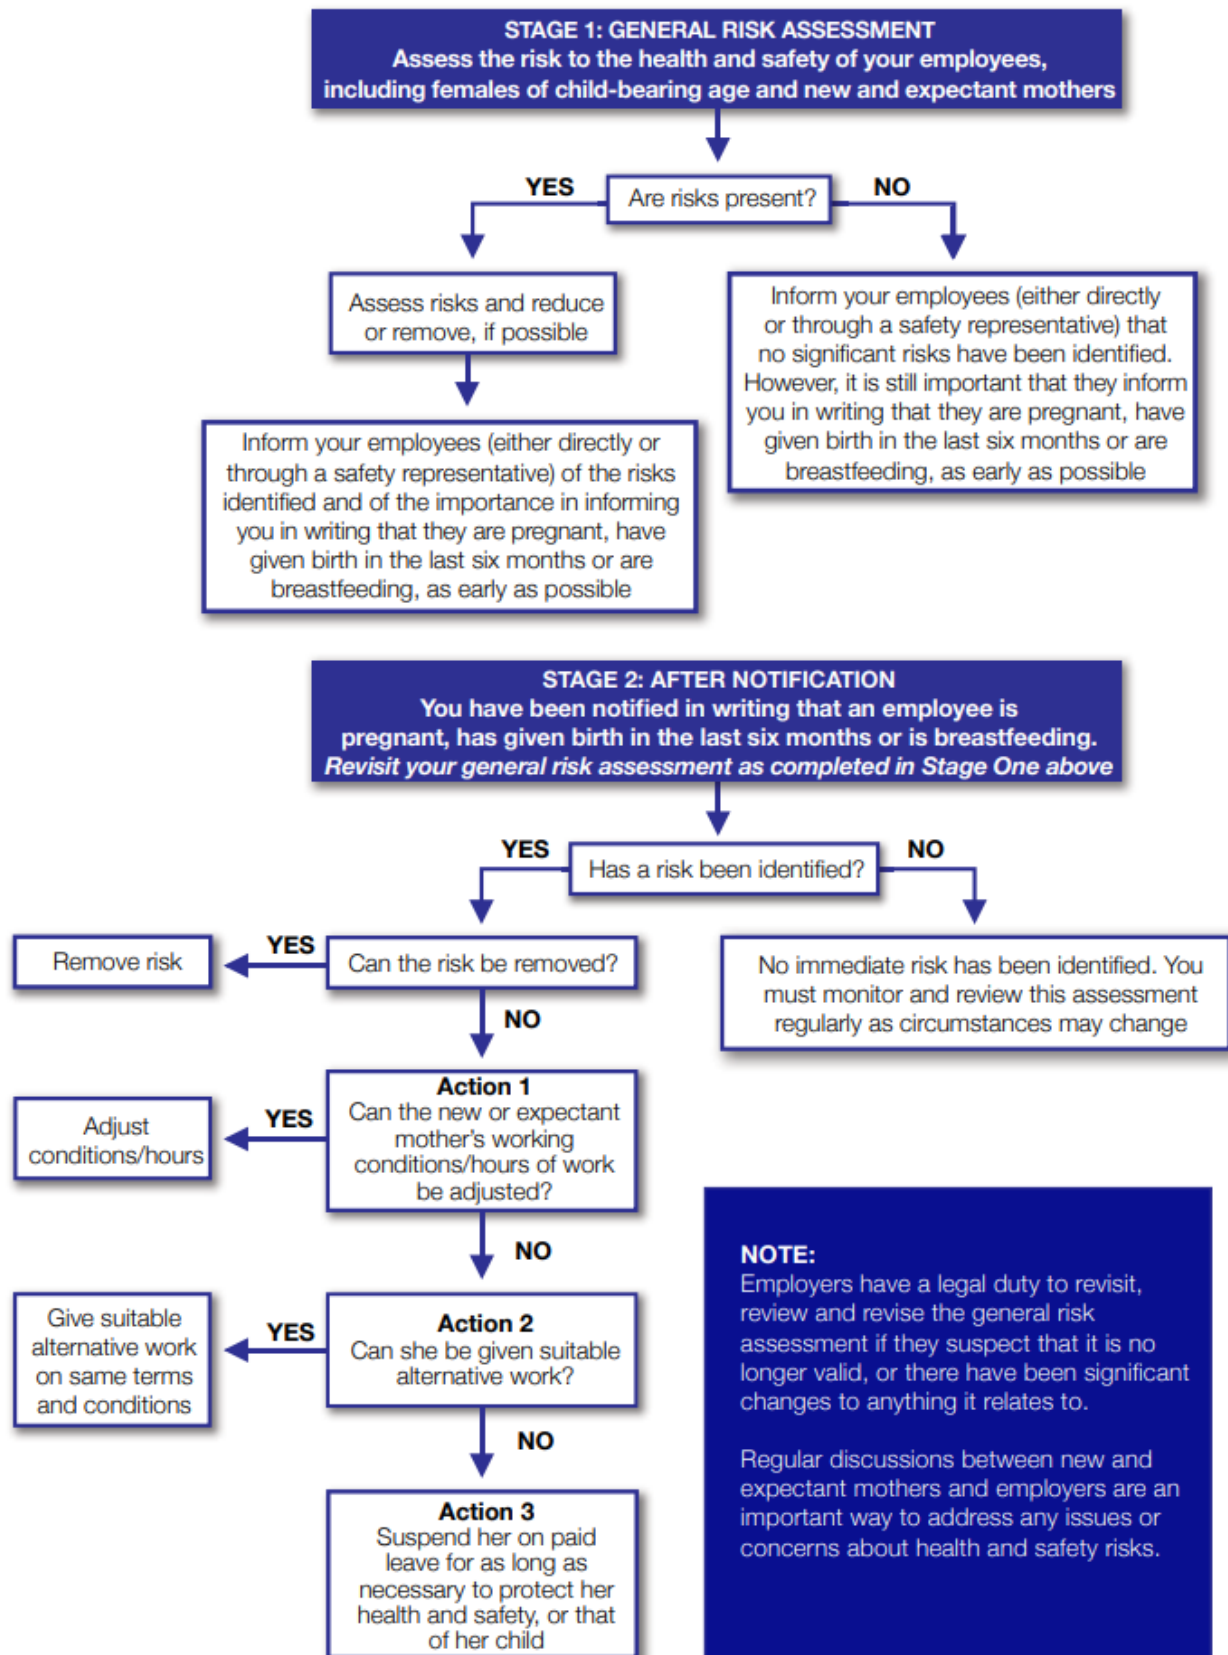 STAGE 1: GENERAL RISK ASSESSMENT
Assess the risk to the health and safety of your employees,
including females of child-bearing age and new and expectant mothers
YES
Are risks present?
NO
Assess risks and reduce
or remove, if possible
Inform your employees (either directly or
through a safety representative) of the risks
identified and of the importance in informing
you in writing that they are pregnant, have
given birth in the last six months or are
breastfeeding, as early as possible
Inform your employees (either directly
or through a safety representative) that
no significant risks have been identified.
However, it is still important that they inform
you in writing that they are pregnant, have
given birth in the last six months or are
breastfeeding, as early as possible
STAGE 2: AFTER NOTIFICATION
You have been notified in writing that an employee is
pregnant, has given birth in the last six months or is breastfeeding.
Revisit your general risk assessment as completed in Stage One above
YES
Has a risk been identified?
NO
Remove risk
YES
Can the risk be removed?
No immediate risk has been identified. You
must monitor and review this assessment
regularly as circumstances may change
NO
Adjust
conditions/hours
YES
Action 1
Can the new or expectant
mother's working
conditions/hours of work
be adjusted?
NO
Give suitable
alternative work
on same terms
and conditions
YES
Action 2
Can she be given suitable
alternative work?
NO
Action 3
Suspend her on paid
leave for as long as
necessary to protect her
health and safety, or that
of her child
NOTE:
Employers have a legal duty to revisit,
review and revise the general risk
assessment if they suspect that it is no
longer valid, or there have been significant
changes to anything it relates to.
Regular discussions between new and
expectant mothers and employers are an
important way to address any issues or
concerns about health and safety risks.